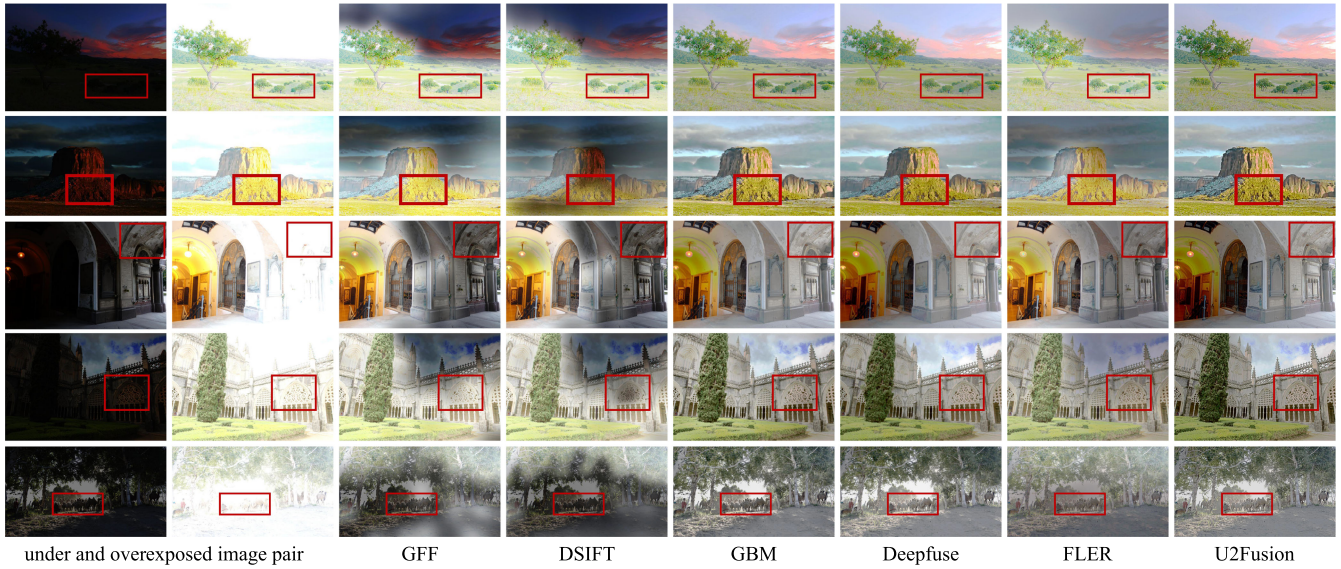 under and overexposed image pair GFF DSIFT GBM Deepfuse FLER U2Fusion